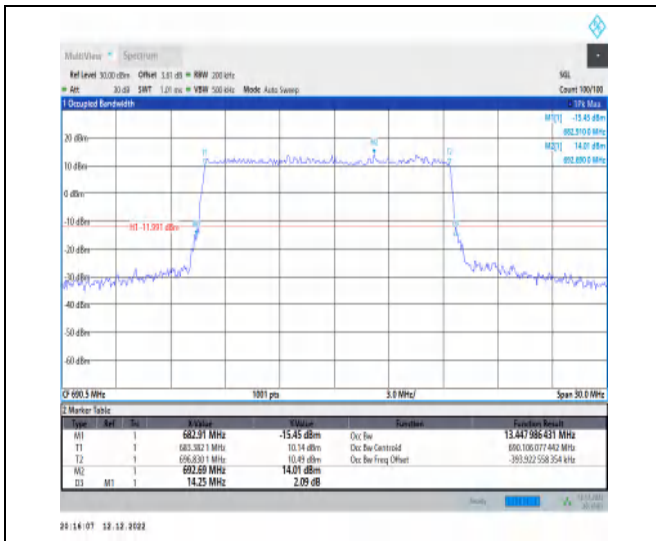 MultiView Spectrum
Ref Level 30.00 dBm Offset 3.81 dB RBW 200 kHz SGL
Att 30 dB SWT 1.01 ms VBW 500 kHz Mode Auto Sweep Count 100/100
1 Occupied Bandwidth 1Pk Max
M1[1] -15.45 dBm
682.9100 MHz
20 dBm M2[1] 14.01 dBm
692.6900 MHz
T1 M2 T2
10 dBm
0 dBm
-10 dBm
H1 -11.991 dBm
-30 dBm
-40 dBm
-50 dBm
-60 dBm
CF 690.5 MHz 1001 pts 3.0 MHz/ Span 30.0 MHz
2 Marker Table
Type Ref Trc X-Value Y-Value Function Function Result
M1 1 682.91 MHz -15.45 dBm Occ Bw 13.447 986 431 MHz
T1 1 683.382 1 MHz 10.14 dBm Occ Bw Centroid 690.106 077 442 MHz
T2 1 696.830 1 MHz 10.49 dBm Occ Bw Freq Offset -393.922 558 354 kHz
M2 1 692.69 MHz 14.01 dBm
D3 M1 1 14.25 MHz 2.09 dB
Ready
20:16:07 12.12.2022